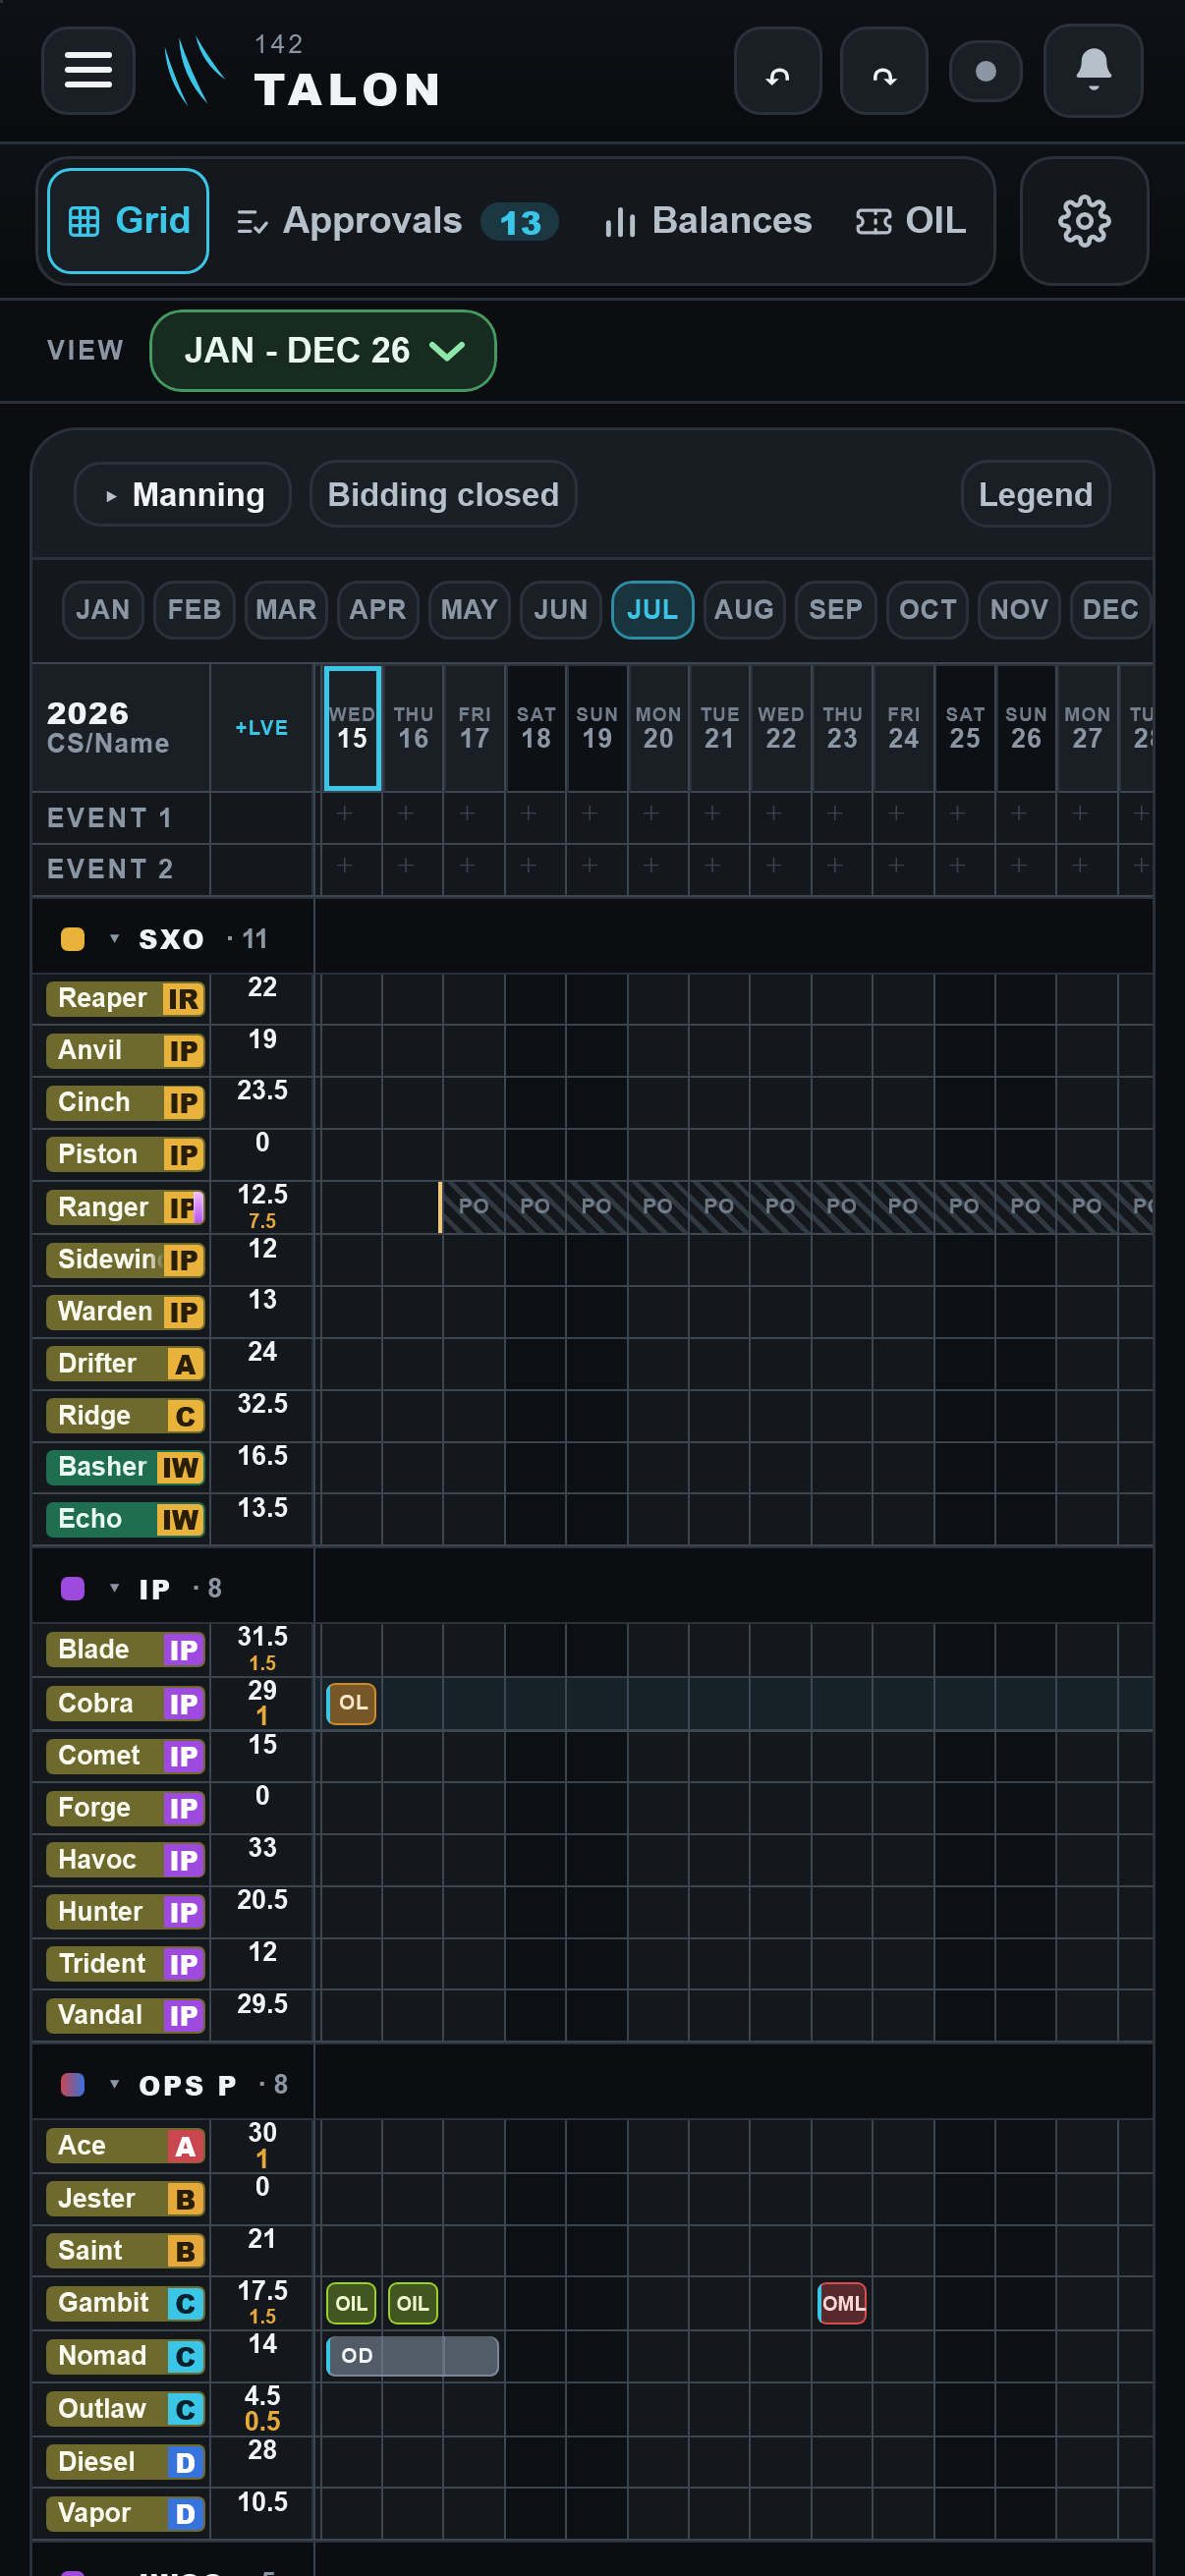 142
TALON
Grid Approvals 13 Balances OIL
VIEW JAN - DEC 26
Manning Bidding closed Legend
JAN FEB MAR APR MAY JUN JUL AUG SEP OCT NOV DEC
2026 CS/Name +LVE WED 15 THU 16 FRI 17 SAT 18 SUN 19 MON 20 TUE 21 WED 22 THU 23 FRI 24 SAT 25 SUN 26 MON 27
EVENT 1 + + + + + + + + + + + + + +
EVENT 2 + + + + + + + + + + + + + +
SXO · 11
Reaper IR 22
Anvil IP 19
Cinch IP 23.5
Piston IP 0
Ranger IP 12.5 7.5 PO PO PO PO PO PO PO PO PO PO PO
IP 12
Warden IP 13
Drifter A 24
Ridge C 32.5
Basher IW 16.5
Echo IW 13.5
IP · 8
Blade IP 31.5 1.5
Cobra IP 29 1 OL
Comet IP 15
Forge IP 0
Havoc IP 33
Hunter IP 20.5
Trident IP 12
Vandal IP 29.5
OPS P · 8
Ace A 30 1
Jester B 0
Saint B 21
Gambit C 17.5 1.5 OIL OIL OML
Nomad C 14 OD
Outlaw C 4.5 0.5
Diesel D 28
Vapor D 10.5